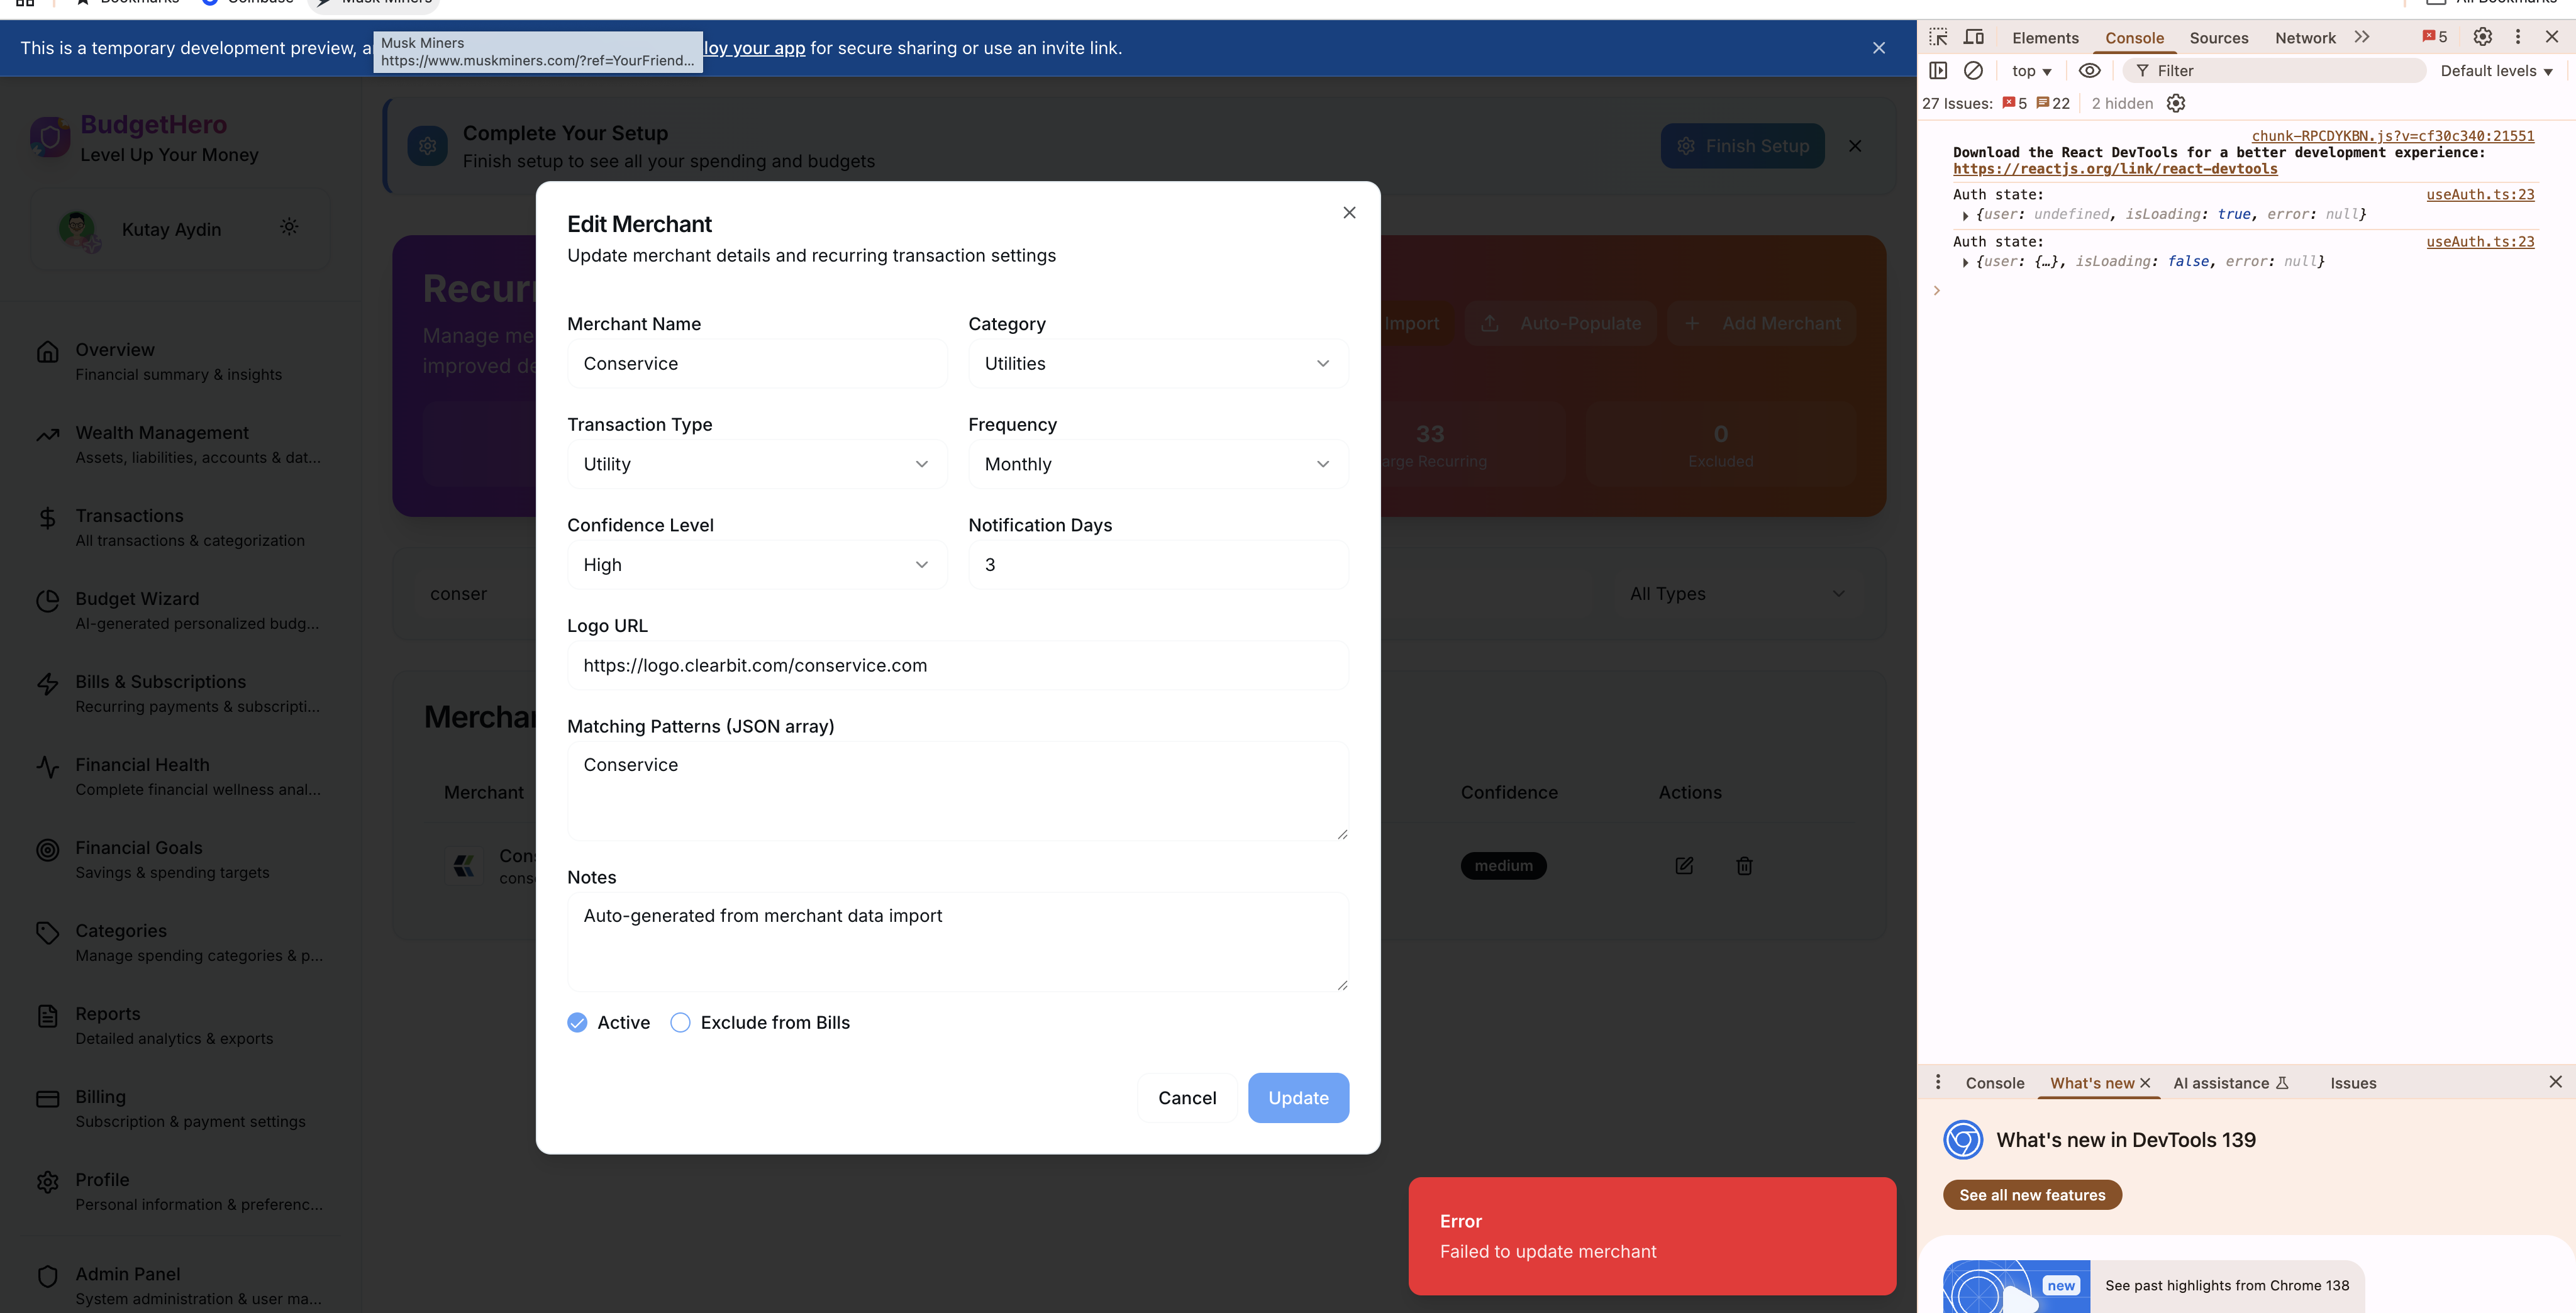 Bookmarks
Coinbase
Musk Miners
All Bookmarks
This is a temporary development preview, a
loy your app for secure sharing or use an invite link.
Musk Miners
https://www.muskminers.com/?ref=YourFriend...
BudgetHero
Level Up Your Money
Kutay Aydin
Overview
Financial summary & insights
Wealth Management
Assets, liabilities, accounts & dat...
Transactions
All transactions & categorization
Budget Wizard
AI-generated personalized budg...
Bills & Subscriptions
Recurring payments & subscripti...
Financial Health
Complete financial wellness anal...
Financial Goals
Savings & spending targets
Categories
Manage spending categories & p...
Reports
Detailed analytics & exports
Billing
Subscription & payment settings
Profile
Personal information & preferenc...
Admin Panel
System administration & user ma...
Complete Your Setup
Finish setup to see all your spending and budgets
Finish Setup
Recurr
Manage me
improved de
Import
Auto-Populate
Add Merchant
33
arge Recurring
0
Excluded
conser
All Types
Mercha
Merchant
Confidence
Actions
Con
cons
medium
Edit Merchant
Update merchant details and recurring transaction settings
Merchant Name
Category
Conservice
Utilities
Transaction Type
Frequency
Utility
Monthly
Confidence Level
Notification Days
High
3
Logo URL
https://logo.clearbit.com/conservice.com
Matching Patterns (JSON array)
Conservice
Notes
Auto-generated from merchant data import
Active
Exclude from Bills
Cancel
Update
Error
Failed to update merchant
Elements
Console
Sources
Network
5
top
Filter
Default levels
27 Issues:
5
22
2 hidden
chunk-RPCDYKBN.js?v=cf30c340:21551
Download the React DevTools for a better development experience:
https://reactjs.org/link/react-devtools
Auth state:
useAuth.ts:23
{user: undefined, isLoading: true, error: null}
Auth state:
useAuth.ts:23
{user: {…}, isLoading: false, error: null}
Console
What's new
AI assistance
Issues
What's new in DevTools 139
See all new features
new
See past highlights from Chrome 138